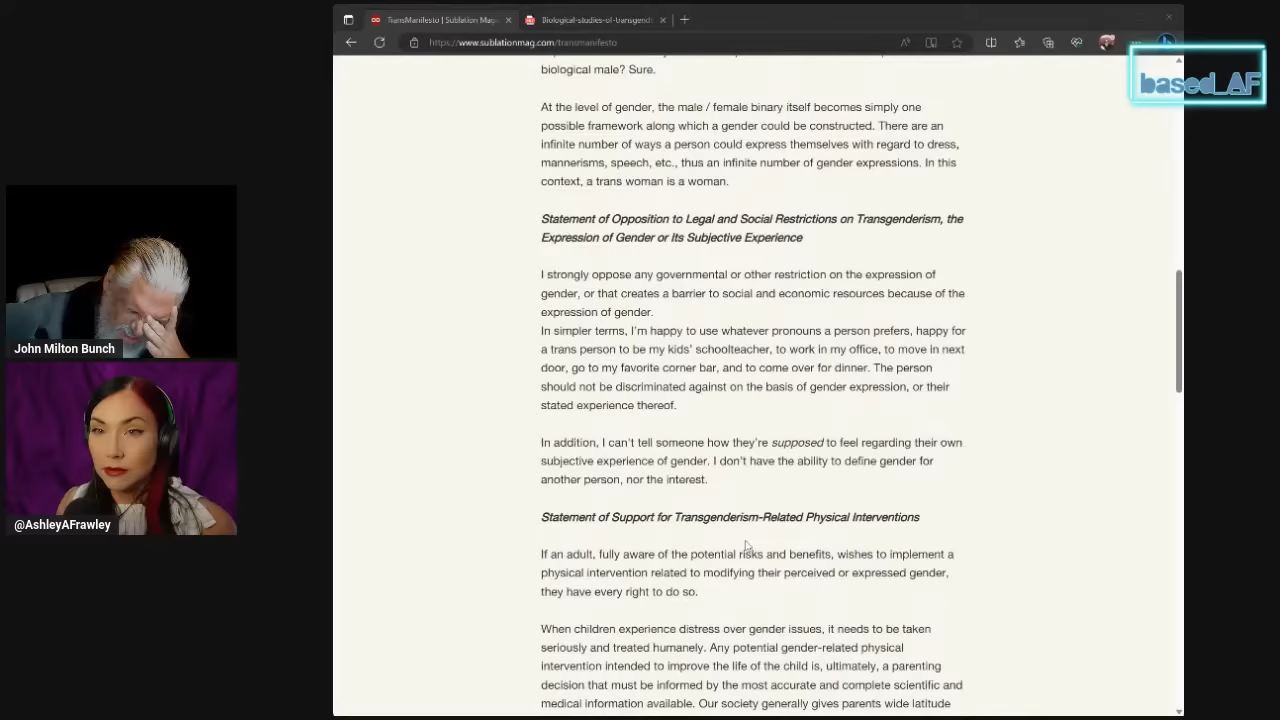 TransManifesto | Sublation Mag
Biological-studies-of-transgend
https://www.sublationmag.com/transmanifesto
based_AF
biological male? Sure.
At the level of gender, the male / female binary itself becomes simply one
possible framework along which a gender could be constructed. There are an
infinite number of ways a person could express themselves with regard to dress,
mannerisms, speech, etc., thus an infinite number of gender expressions. In this
context, a trans woman is a woman.
Statement of Opposition to Legal and Social Restrictions on Transgenderism, the
Expression of Gender or Its Subjective Experience
I strongly oppose any governmental or other restriction on the expression of
gender, or that creates a barrier to social and economic resources because of the
expression of gender.
In simpler terms, I'm happy to use whatever pronouns a person prefers, happy for
a trans person to be my kids' schoolteacher, to work in my office, to move in next
door, go to my favorite corner bar, and to come over for dinner. The person
should not be discriminated against on the basis of gender expression, or their
stated experience thereof.
In addition, I can't tell someone how they're supposed to feel regarding their own
subjective experience of gender. I don't have the ability to define gender for
another person, nor the interest.
Statement of Support for Transgenderism-Related Physical Interventions
If an adult, fully aware of the potential risks and benefits, wishes to implement a
physical intervention related to modifying their perceived or expressed gender,
they have every right to do so.
When children experience distress over gender issues, it needs to be taken
seriously and treated humanely. Any potential gender-related physical
intervention intended to improve the life of the child is, ultimately, a parenting
decision that must be informed by the most accurate and complete scientific and
medical information available. Our society generally gives parents wide latitude
John Milton Bunch
@AshleyAFrawley